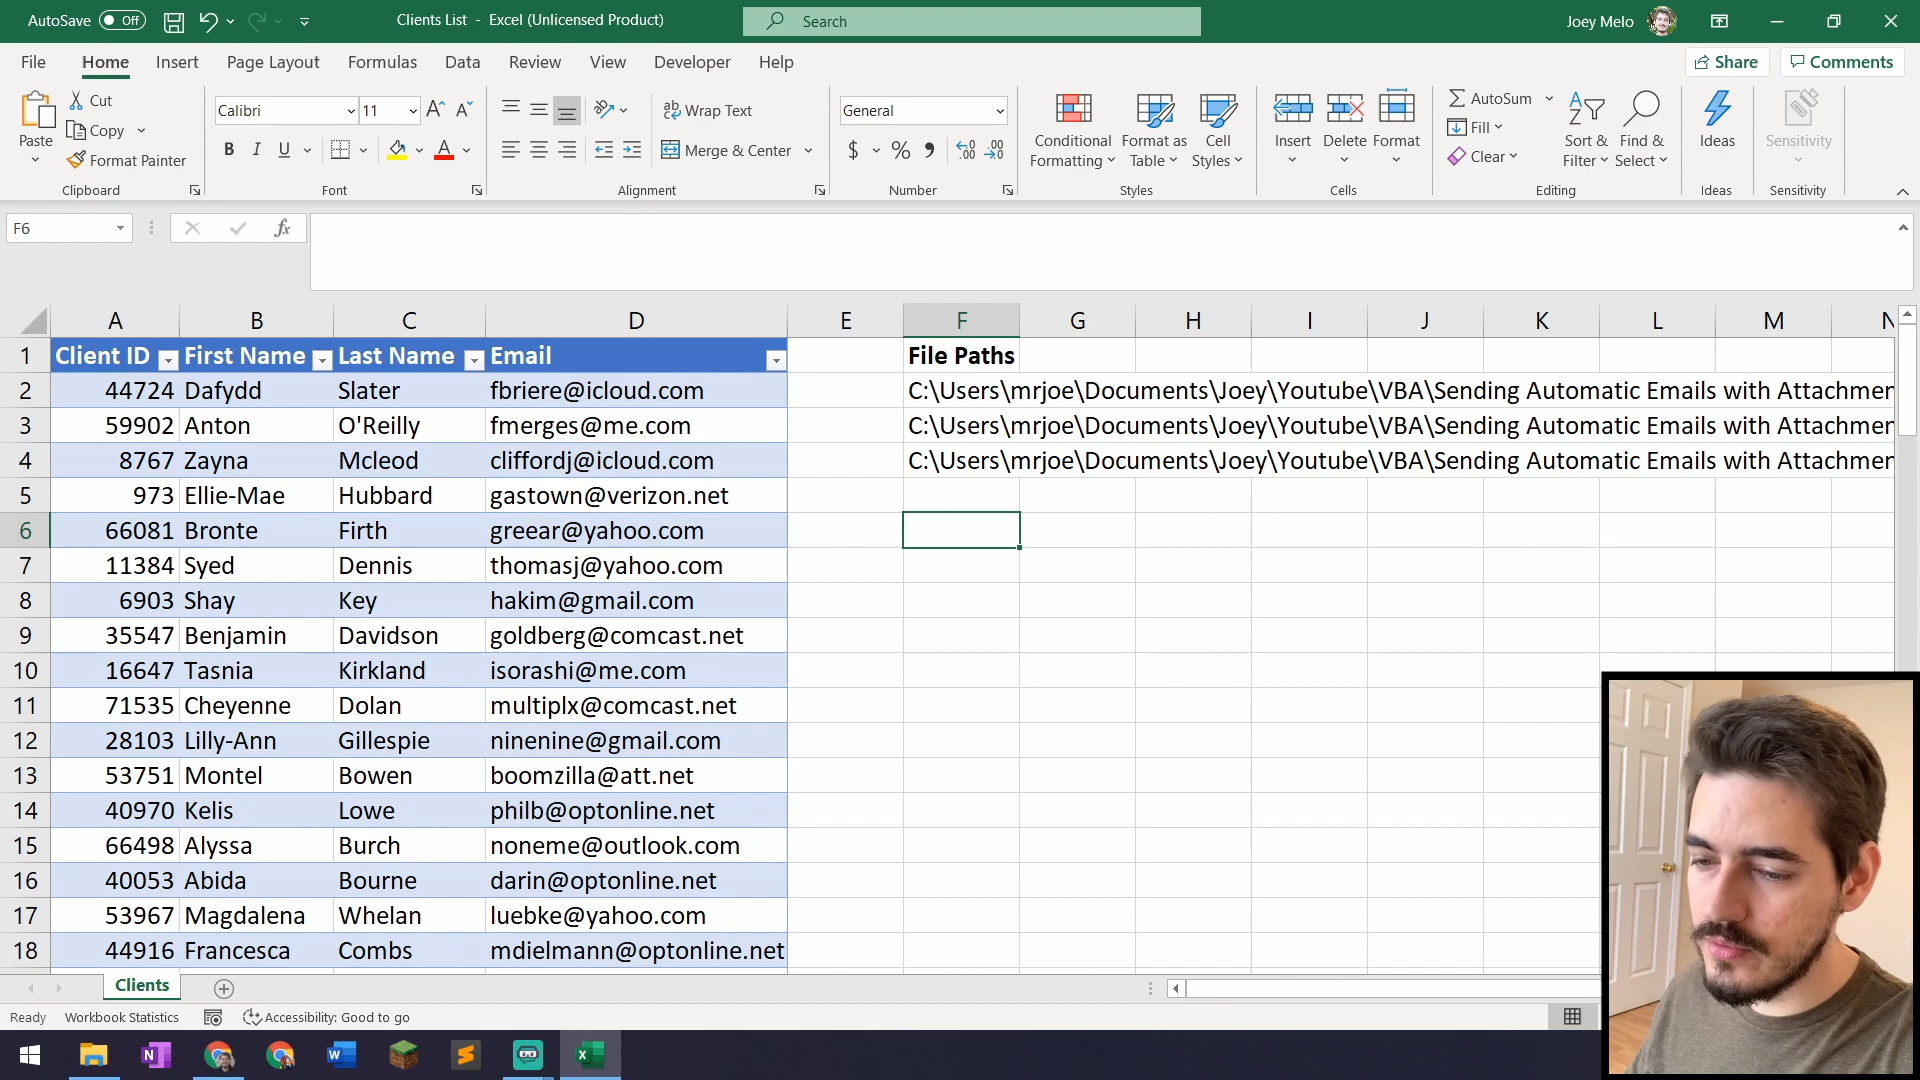 AutoSave Off Clients List - Excel (Unlicensed Product) Search Joey Melo
File Home Insert Page Layout Formulas Data Review View Developer Help Share Comments
Paste Cut Copy Format Painter Clipboard
Calibri 11 B I U A Font
Wrap Text Merge & Center Alignment
General $ % Number
Conditional Formatting Format as Table Cell Styles Styles
Insert Delete Format Cells
AutoSum Fill Clear Sort & Filter Find & Select Editing
Ideas Ideas
Sensitivity Sensitivity
F6 fx
A B C D E F G H I J K L M N
1 Client ID First Name Last Name Email File Paths
2 44724 Dafydd Slater fbriere@icloud.com C:\Users\mrjoe\Documents\Joey\Youtube\VBA\Sending Automatic Emails with Attachmen
3 59902 Anton O'Reilly fmerges@me.com C:\Users\mrjoe\Documents\Joey\Youtube\VBA\Sending Automatic Emails with Attachmen
4 8767 Zayna Mcleod cliffordj@icloud.com C:\Users\mrjoe\Documents\Joey\Youtube\VBA\Sending Automatic Emails with Attachmen
5 973 Ellie-Mae Hubbard gastown@verizon.net
6 66081 Bronte Firth greear@yahoo.com
7 11384 Syed Dennis thomasj@yahoo.com
8 6903 Shay Key hakim@gmail.com
9 35547 Benjamin Davidson goldberg@comcast.net
10 16647 Tasnia Kirkland isorashi@me.com
11 71535 Cheyenne Dolan multiplx@comcast.net
12 28103 Lilly-Ann Gillespie ninenine@gmail.com
13 53751 Montel Bowen boomzilla@att.net
14 40970 Kelis Lowe philb@optonline.net
15 66498 Alyssa Burch noneme@outlook.com
16 40053 Abida Bourne darin@optonline.net
17 53967 Magdalena Whelan luebke@yahoo.com
18 44916 Francesca Combs mdielmann@optonline.net
Clients
Ready Workbook Statistics Accessibility: Good to go